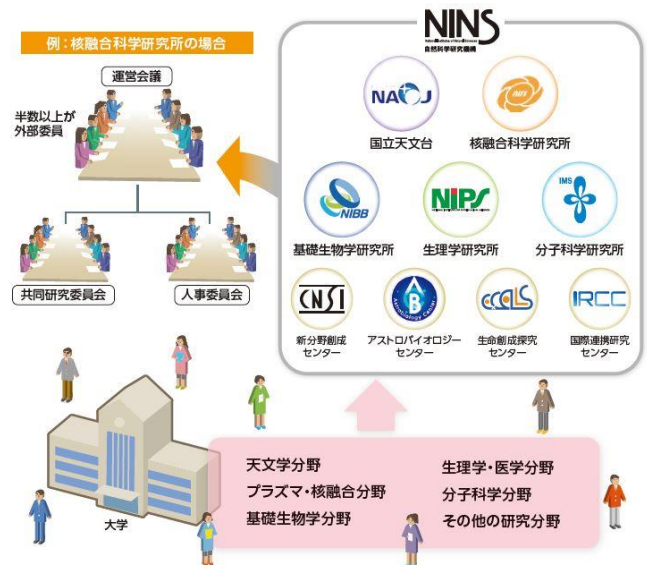 例：核融合科学研究所の場合
運営会議
半数以上が
外部委員
共同研究委員会
人事委員会
NINS
自然科学研究機構
NAOJ
国立天文台
核融合科学研究所
NIBB
基礎生物学研究所
NIPS
生理学研究所
IMS
分子科学研究所
CNSI
新分野創成
センター
AB
Astrobiology Center
アストロバイオロジー
センター
生命創成探究
センター
IRCC
国際連携研究
センター
大学
天文学分野
プラズマ・核融合分野
基礎生物学分野
生理学・医学分野
分子科学分野
その他の研究分野